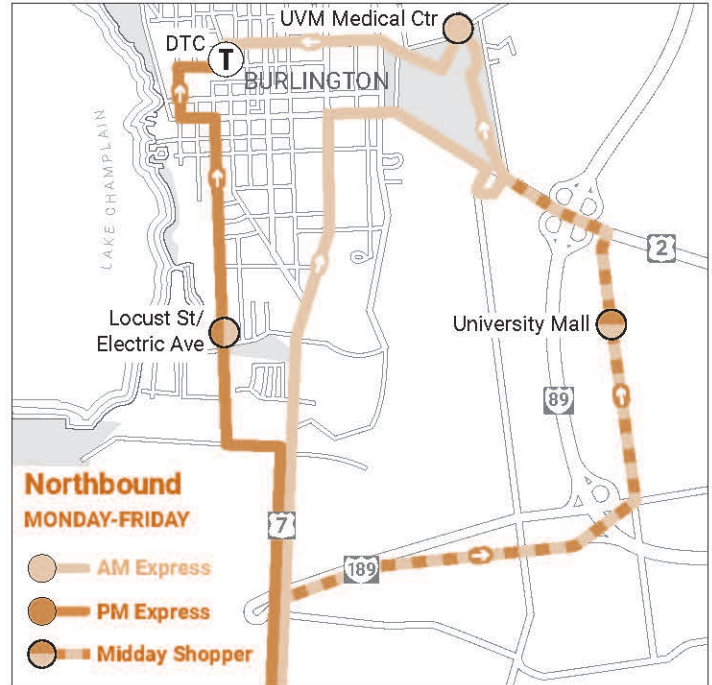 UVM Medical Ctr
DTC
T
BURLINGTON
LAKE CHAMPLAIN
2
Locust St/
Electric Ave
University Mall
89
Northbound
MONDAY-FRIDAY
7
189
AM Express
PM Express
Midday Shopper